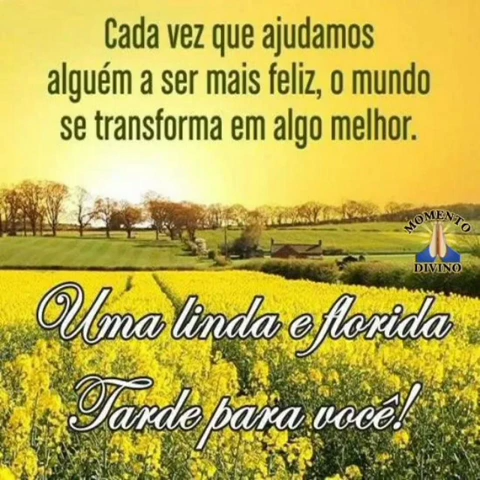 Cada vez que ajudamos
alguém a ser mais feliz, o mundo
se transforma em algo melhor.
MOMENTO
DIVINO
Uma linda e florida
Tarde para você!